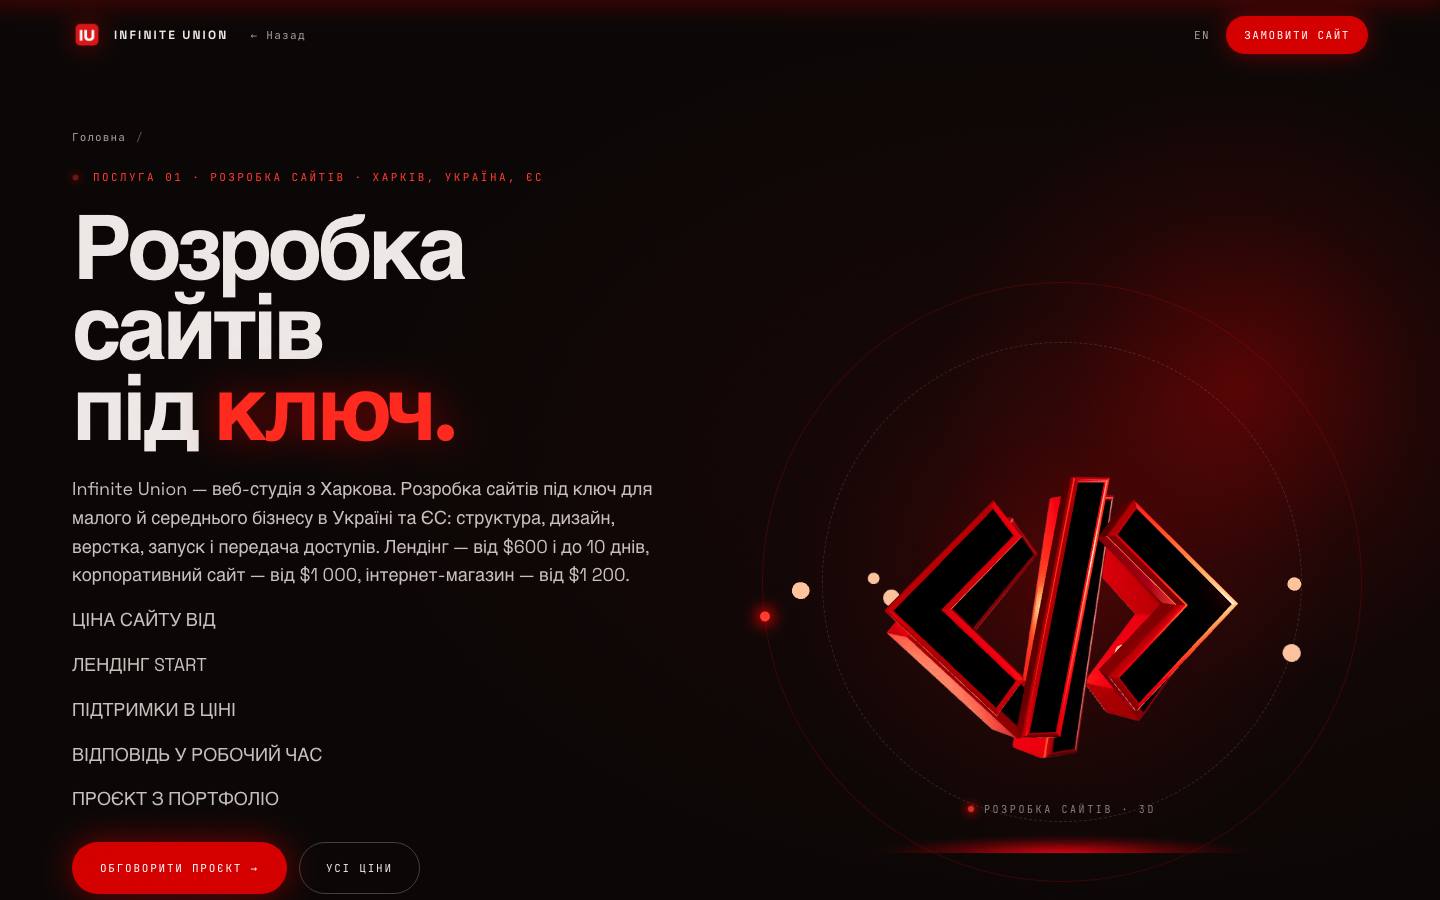 IU INFINITE UNION ← Назад EN ЗАМОВИТИ САЙТ
Головна /
ПОСЛУГА 01 · РОЗРОБКА САЙТІВ · ХАРКІВ, УКРАЇНА, ЄС
Розробка
сайтів
під ключ.
Infinite Union — веб-студія з Харкова. Розробка сайтів під ключ для
малого й середнього бізнесу в Україні та ЄС: структура, дизайн,
верстка, запуск і передача доступів. Лендінг — від $600 і до 10 днів,
корпоративний сайт — від $1 000, інтернет-магазин — від $1 200.
ЦІНА САЙТУ ВІД
ЛЕНДІНГ START
ПІДТРИМКИ В ЦІНІ
ВІДПОВІДЬ У РОБОЧИЙ ЧАС
ПРОЄКТ З ПОРТФОЛІО
РОЗРОБКА САЙТІВ · 3D
ОБГОВОРИТИ ПРОЄКТ → УСІ ЦІНИ